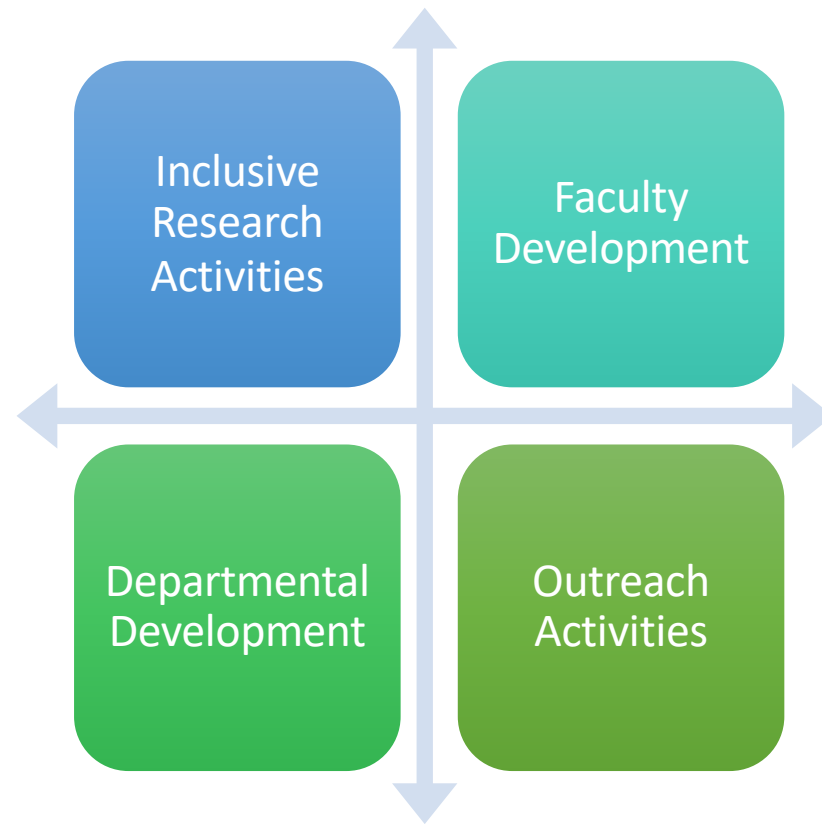 Inclusive
Research
Activities
Faculty
Development
Departmental
Development
Outreach
Activities